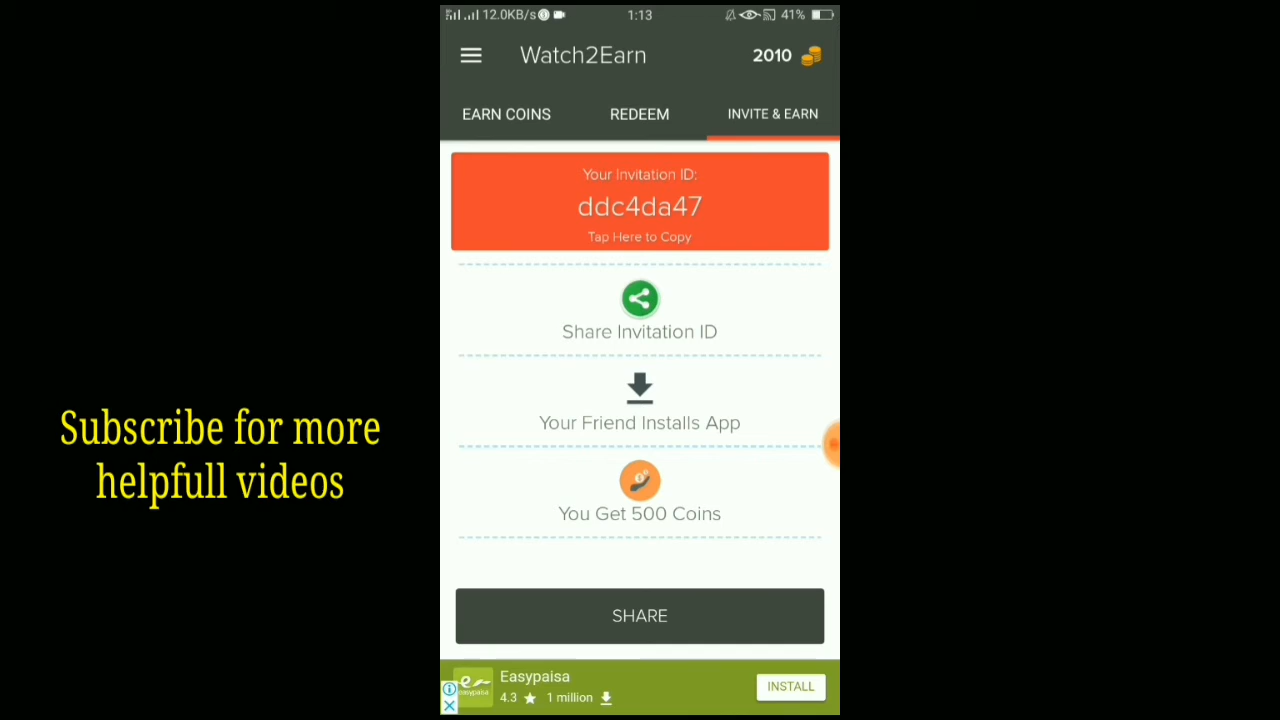 12.0KB/s
1:13
41%
Watch2Earn
2010
EARN COINS
REDEEM
INVITE & EARN
Your Invitation ID:
ddc4da47
Tap Here to Copy
Share Invitation ID
Your Friend Installs App
You Get 500 Coins
Subscribe for more
helpfull videos
SHARE
easypaisa
Easypaisa
4.3 ★ 1 million
INSTALL